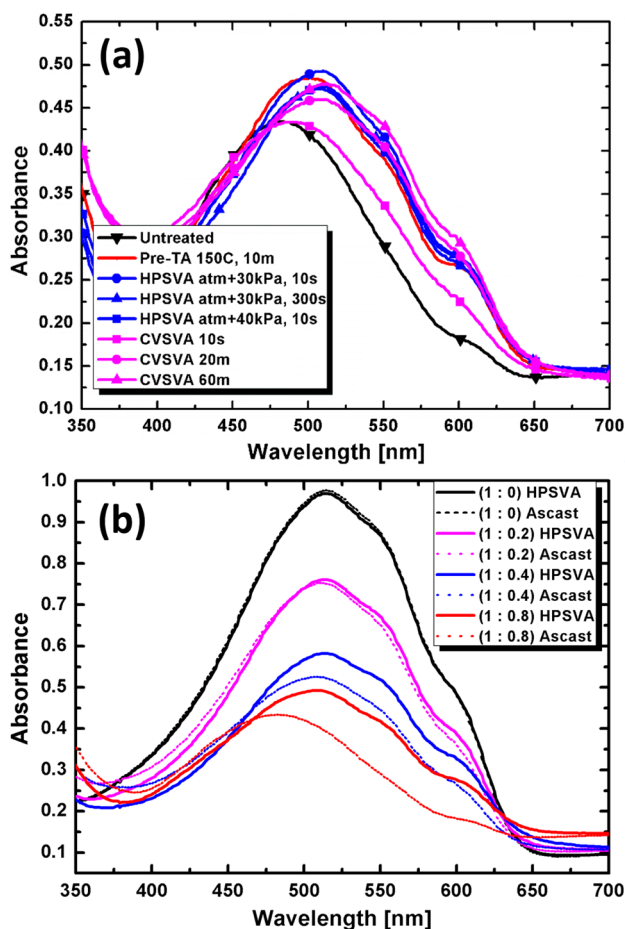 (a)
Absorbance
0.55
0.50
0.45
0.40
0.35
0.30
0.25
0.20
0.15
0.10
Untreated
Pre-TA 150C, 10m
HPSVA atm+30kPa, 10s
HPSVA atm+30kPa, 300s
HPSVA atm+40kPa, 10s
CVSVA 10s
CVSVA 20m
CVSVA 60m
350 400 450 500 550 600 650 700
Wavelength [nm]
(b)
Absorbance
1.0
0.9
0.8
0.7
0.6
0.5
0.4
0.3
0.2
0.1
(1 : 0) HPSVA
(1 : 0) Ascast
(1 : 0.2) HPSVA
(1 : 0.2) Ascast
(1 : 0.4) HPSVA
(1 : 0.4) Ascast
(1 : 0.8) HPSVA
(1 : 0.8) Ascast
350 400 450 500 550 600 650 700
Wavelength [nm]